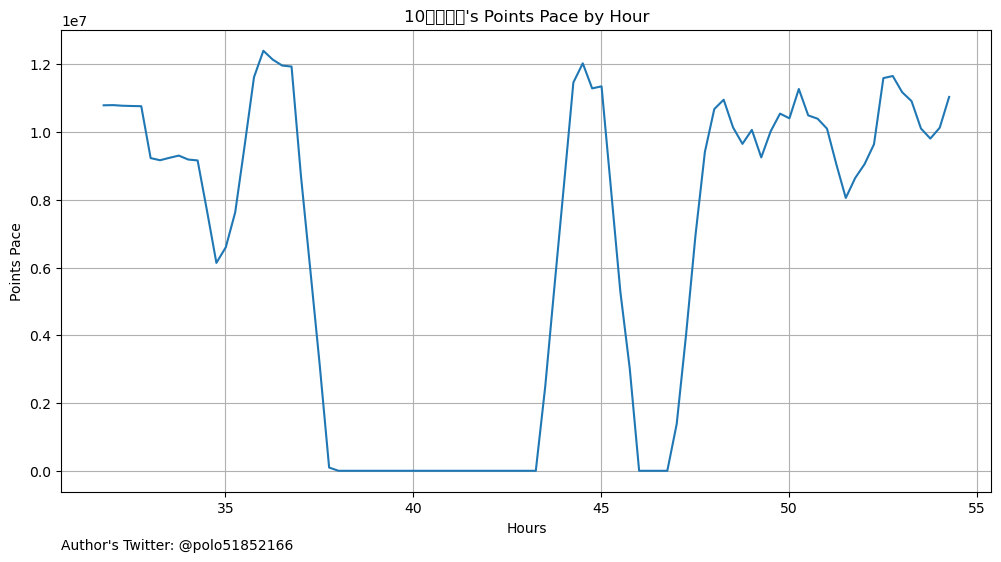 10▯▯▯▯'s Points Pace by Hour
1e7
1.2
1.0
0.8
0.6
0.4
0.2
0.0
Points Pace
35 40 45 50 55
Hours
Author's Twitter: @polo51852166